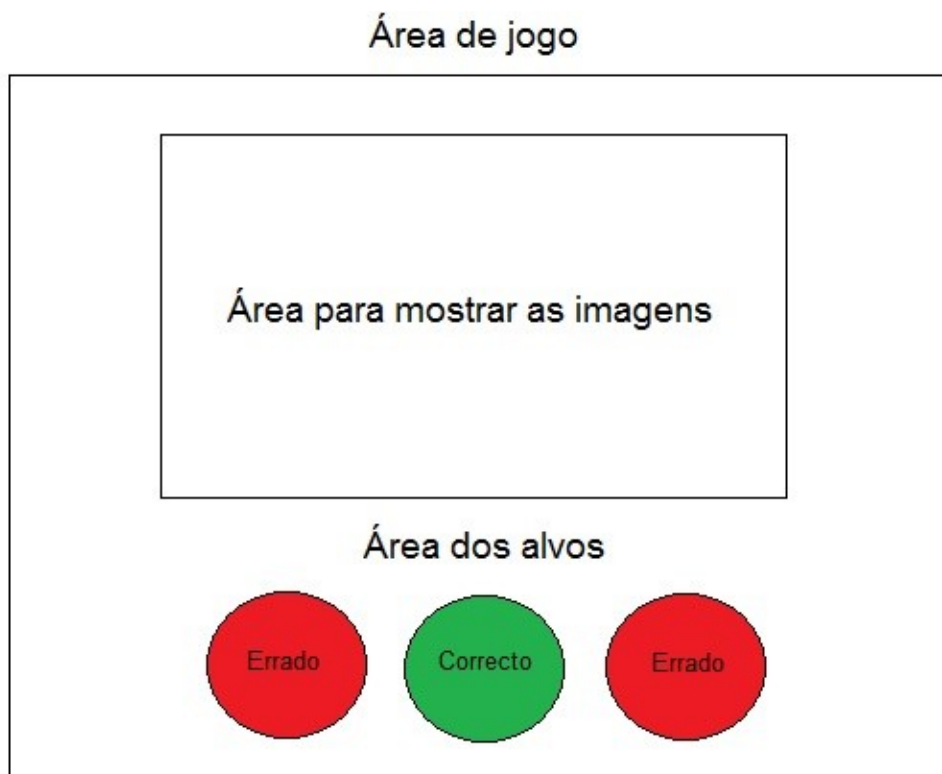 Área de jogo
Área para mostrar as imagens
Área dos alvos
Errado
Correcto
Errado